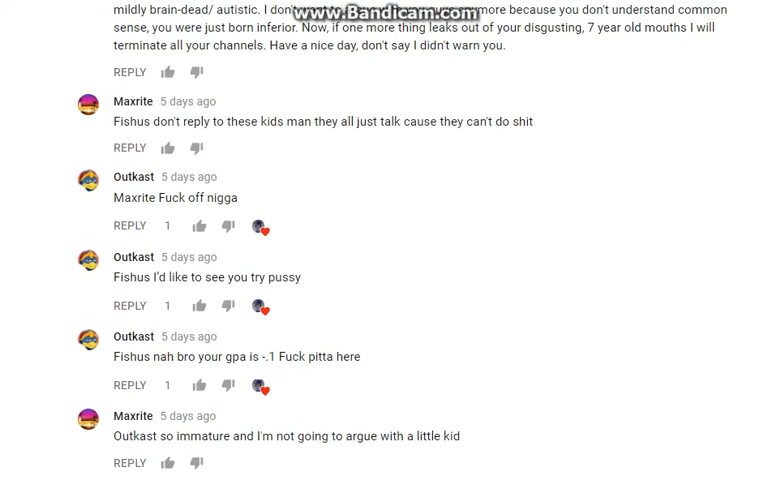 www.Bandicam.com
mildly brain-dead/ autistic. I don't want to anymore because you don't understand common
sense, you were just born inferior. Now, if one more thing leaks out of your disgusting, 7 year old mouths I will
terminate all your channels. Have a nice day, don't say I didn't warn you.
REPLY
Maxrite 5 days ago
Fishus don't reply to these kids man they all just talk cause they can't do shit
REPLY
Outkast 5 days ago
Maxrite Fuck off nigga
REPLY 1
Outkast 5 days ago
Fishus I'd like to see you try pussy
REPLY 1
Outkast 5 days ago
Fishus nah bro your gpa is -.1 Fuck pitta here
REPLY 1
Maxrite 5 days ago
Outkast so immature and I'm not going to argue with a little kid
REPLY